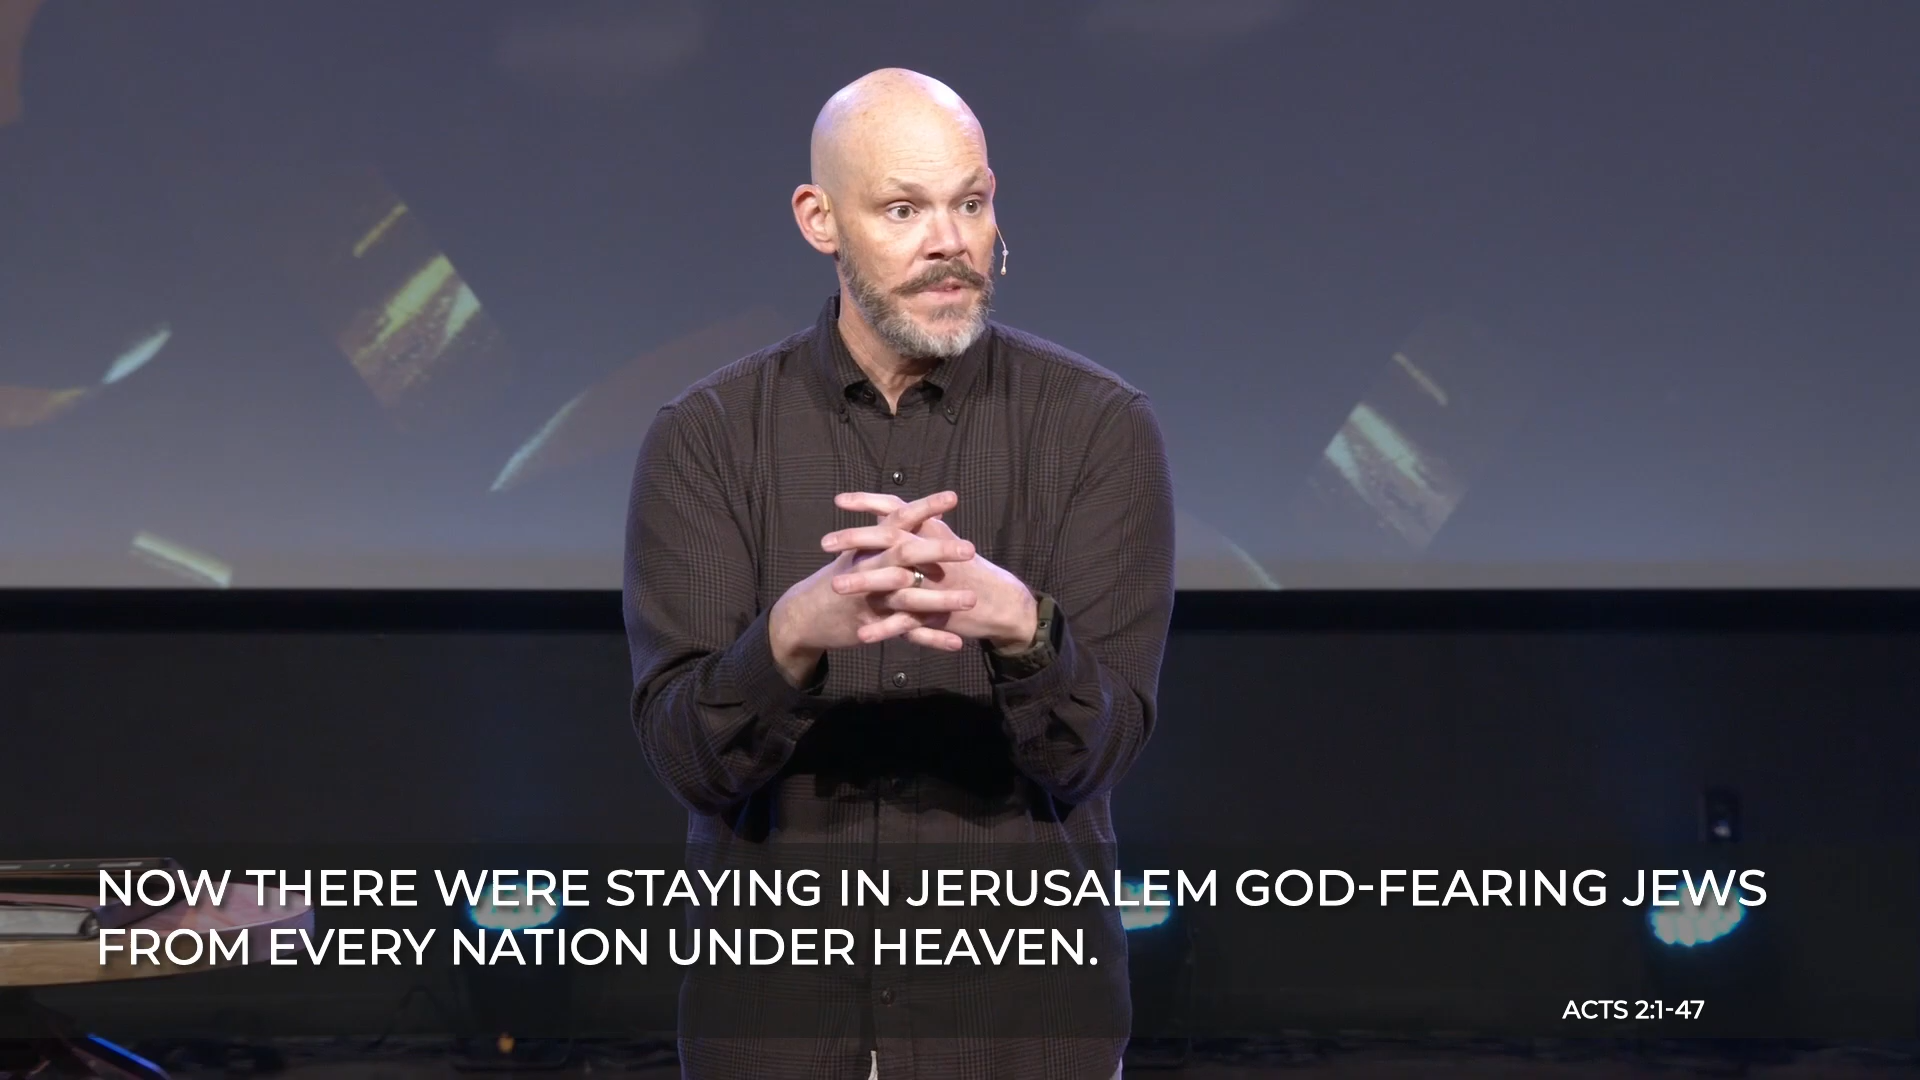 NOW THERE WERE STAYING IN JERUSALEM GOD-FEARING JEWS
FROM EVERY NATION UNDER HEAVEN.
ACTS 2:1-47